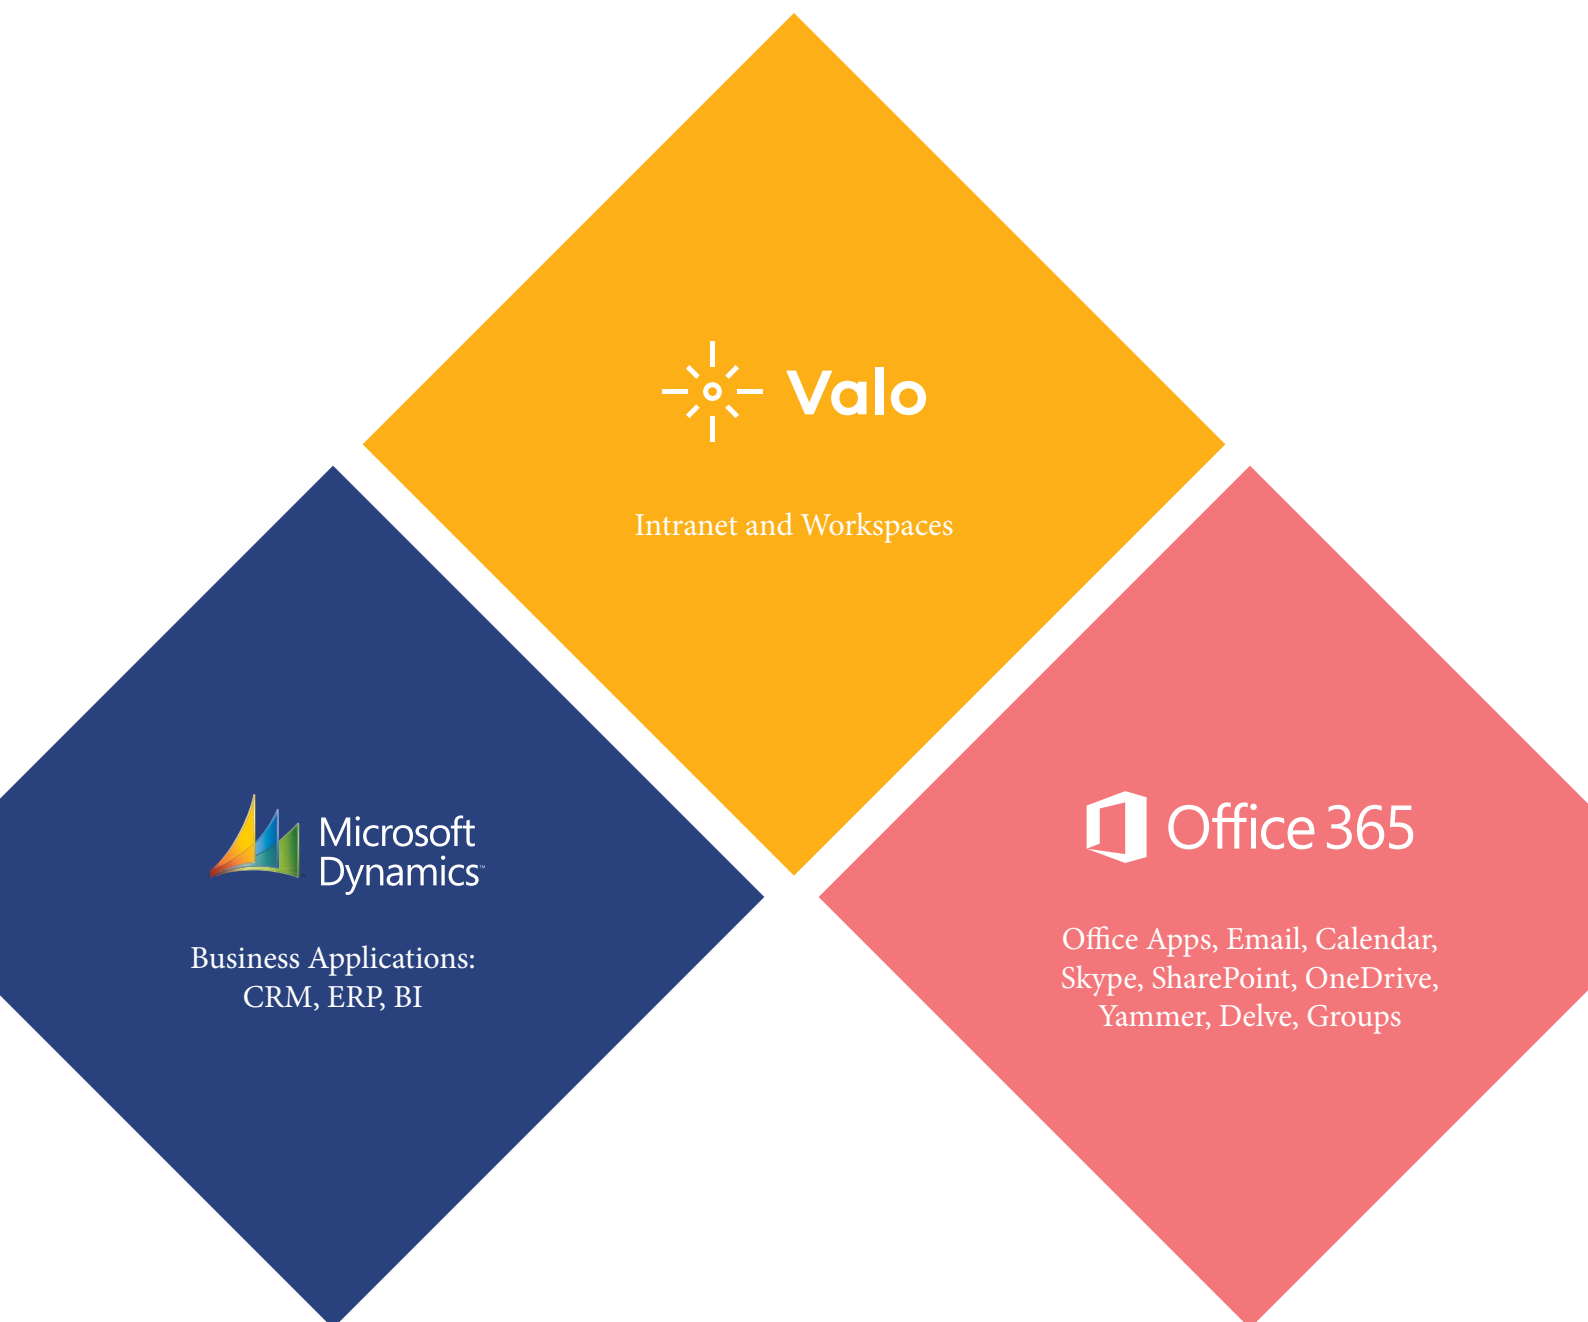 Valo
Intranet and Workspaces
Microsoft
Dynamics™
Business Applications:
CRM, ERP, BI
Office 365
Office Apps, Email, Calendar,
Skype, SharePoint, OneDrive,
Yammer, Delve, Groups